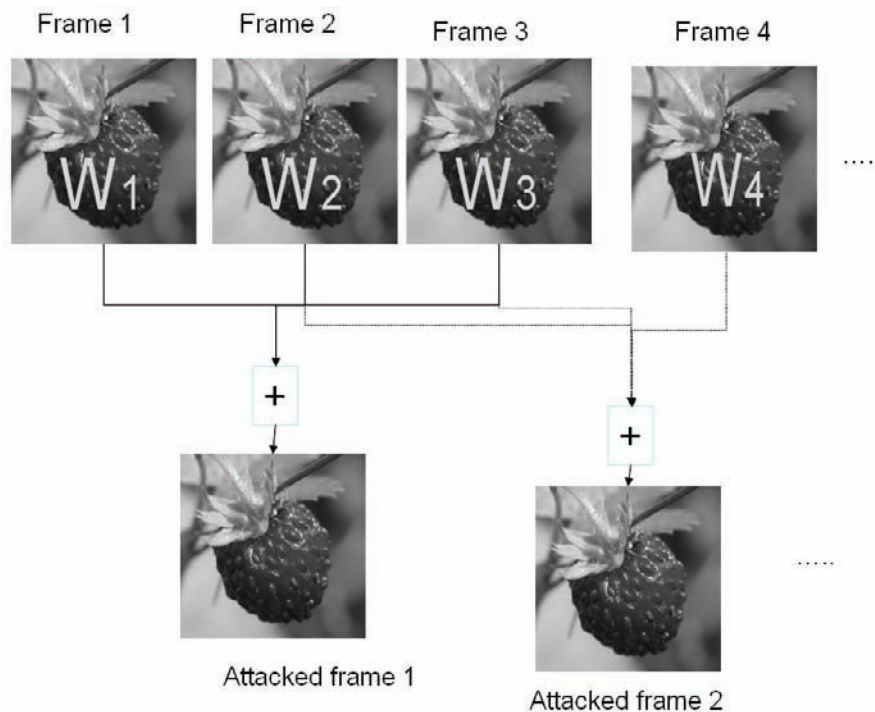 Frame 1
Frame 2
Frame 3
Frame 4
W1
W2
W3
W4
....
+
+
.....
Attacked frame 1
Attacked frame 2